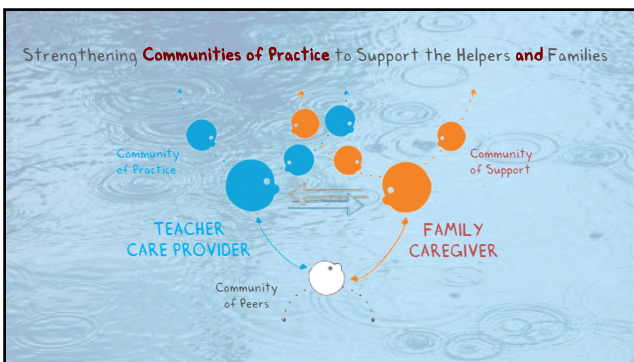 Strengthening Communities of Practice to Support the Helpers and Families
Community
of Practice
Community
of Support
TEACHER
CARE PROVIDER
FAMILY
CAREGIVER
Community
of Peers